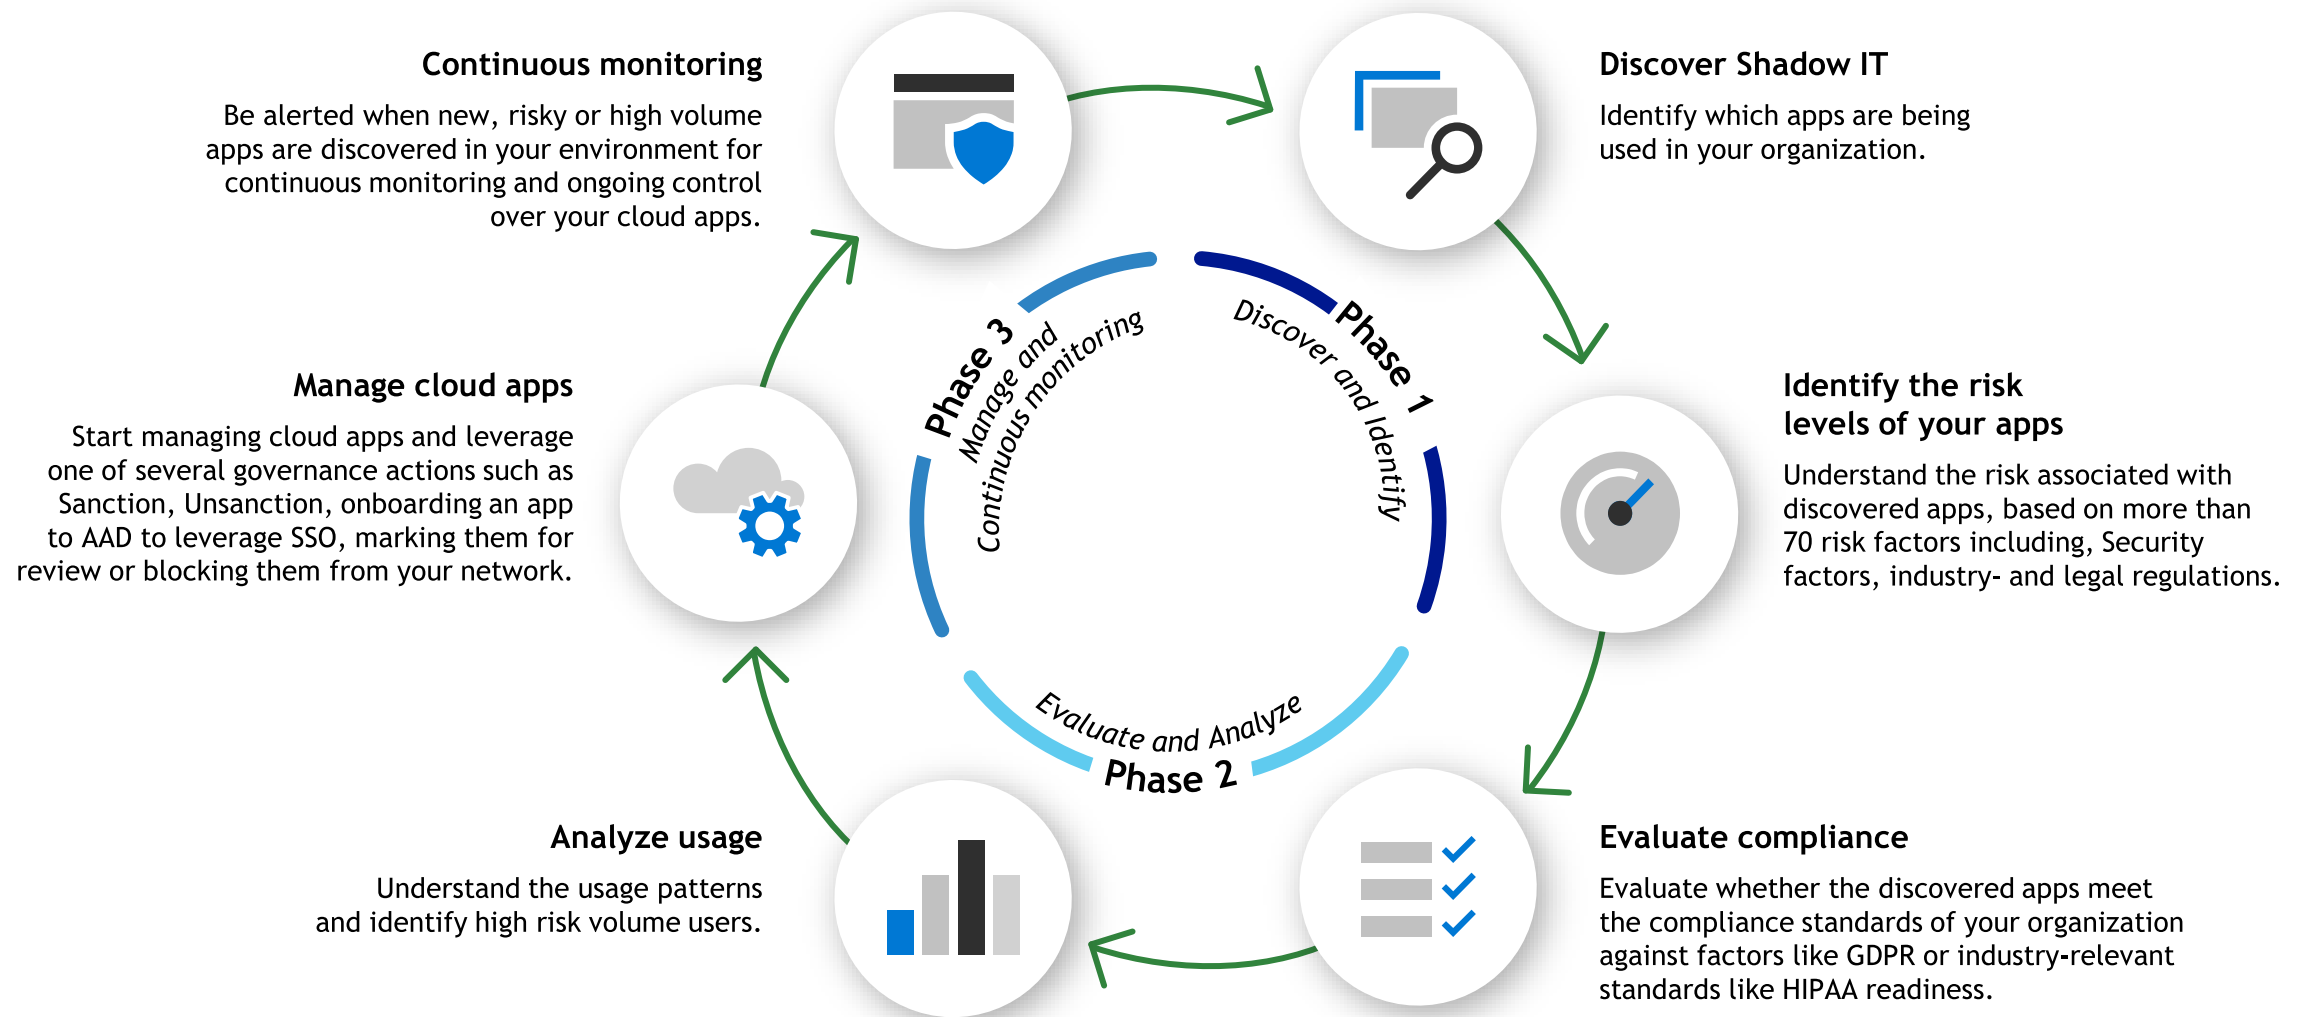 Continuous monitoring
Be alerted when new, risky or high volume
apps are discovered in your environment for
continuous monitoring and ongoing control
over your cloud apps.
Discover Shadow IT
Identify which apps are being
used in your organization.
Phase 1
Discover and Identify
Identify the risk
levels of your apps
Understand the risk associated with
discovered apps, based on more than
70 risk factors including, Security
factors, industry- and legal regulations.
Evaluate and Analyze
Phase 2
Evaluate compliance
Evaluate whether the discovered apps meet
the compliance standards of your organization
against factors like GDPR or industry-relevant
standards like HIPAA readiness.
Analyze usage
Understand the usage patterns
and identify high risk volume users.
Phase 3
Manage and
Continuous monitoring
Manage cloud apps
Start managing cloud apps and leverage
one of several governance actions such as
Sanction, Unsanction, onboarding an app
to AAD to leverage SSO, marking them for
review or blocking them from your network.